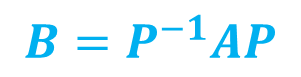 B = P⁻¹AP